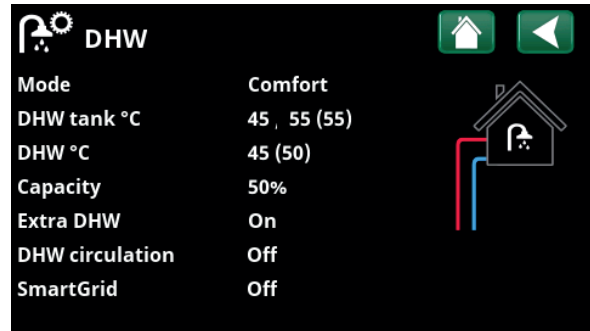 DHW
Mode Comfort
DHW tank °C 45 , 55 (55)
DHW °C 45 (50)
Capacity 50%
Extra DHW On
DHW circulation Off
SmartGrid Off